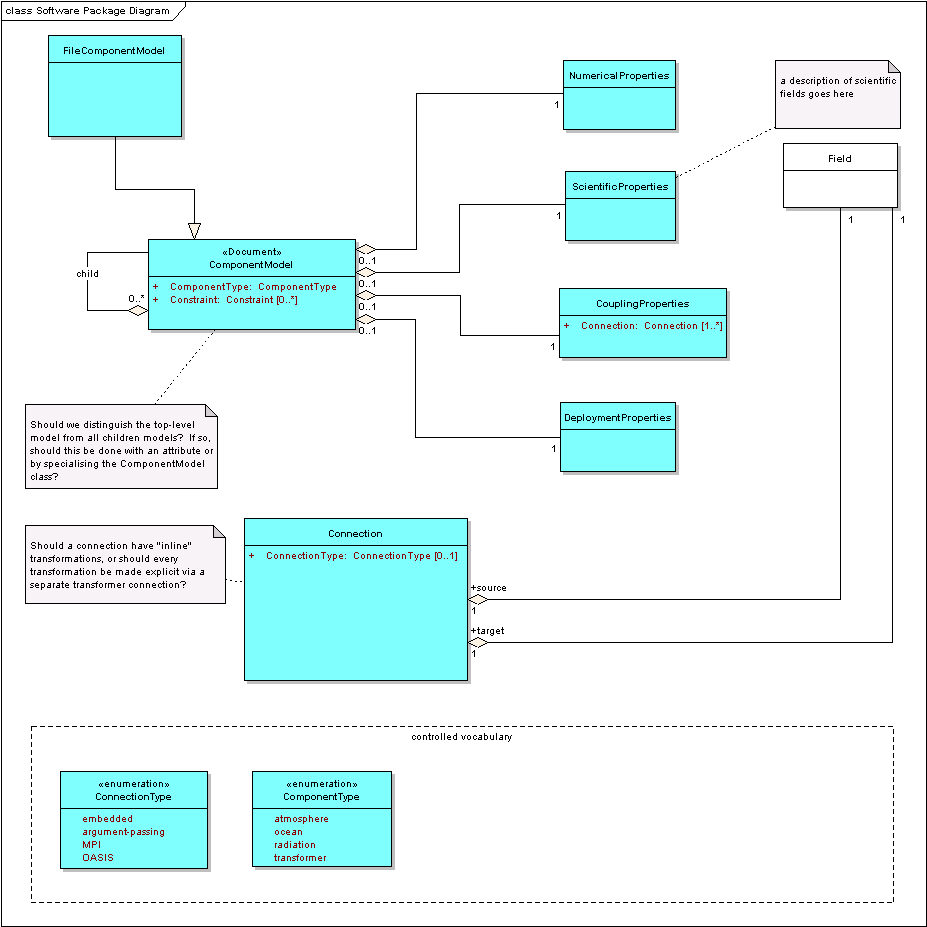 class Software Package Diagram
FileComponentModel
NumericalProperties
1
a description of scientific
fields goes here
Field
1
1
ScientificProperties
1
«Document»
ComponentModel
+ ComponentType: ComponentType
+ Constraint: Constraint [0..*]
child
0..*
0..1
0..1
0..1
0..1
CouplingProperties
+ Connection: Connection [1..*]
1
DeploymentProperties
1
Should we distinguish the top-level
model from all children models? If so,
should this be done with an attribute or
by specialising the ComponentModel
class?
Should a connection have "inline"
transformations, or should every
transformation be made explicit via a
separate transformer connection?
Connection
+ ConnectionType: ConnectionType [0..1]
+source
1
+target
1
controlled vocabulary
«enumeration»
ConnectionType
embedded
argument-passing
MPI
OASIS
«enumeration»
ComponentType
atmosphere
ocean
radiation
transformer